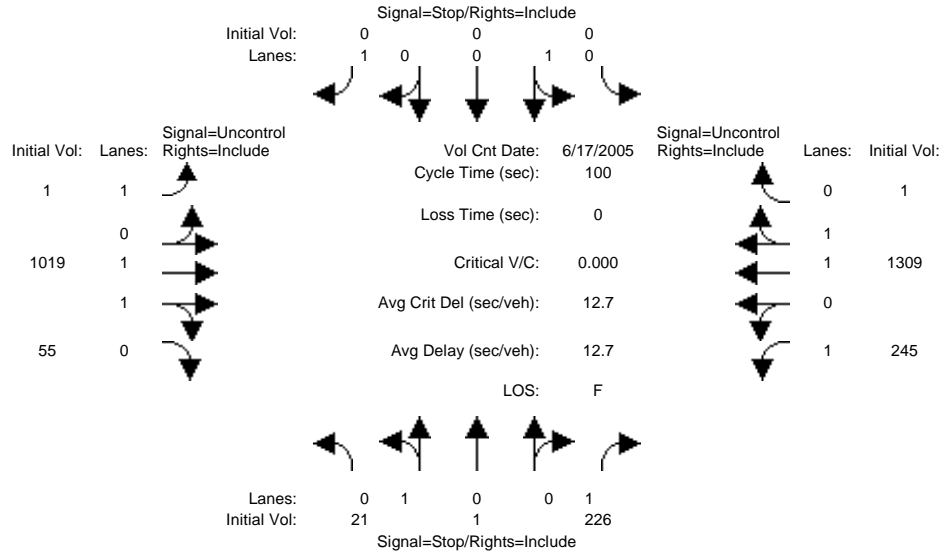 Signal=Stop/Rights=Include
Initial Vol: 0 0 0
Lanes: 1 0 0 1 0
Signal=Uncontrol Signal=Uncontrol
Initial Vol: Lanes: Rights=Include Vol Cnt Date: 6/17/2005 Rights=Include Lanes: Initial Vol:
Cycle Time (sec): 100
1 1 0 1
Loss Time (sec): 0
0 1
1019 1 Critical V/C: 0.000 1 1309
1 Avg Crit Del (sec/veh): 12.7 0
55 0 Avg Delay (sec/veh): 12.7 1 245
LOS: F
Lanes: 0 1 0 0 1
Initial Vol: 21 1 226
Signal=Stop/Rights=Include